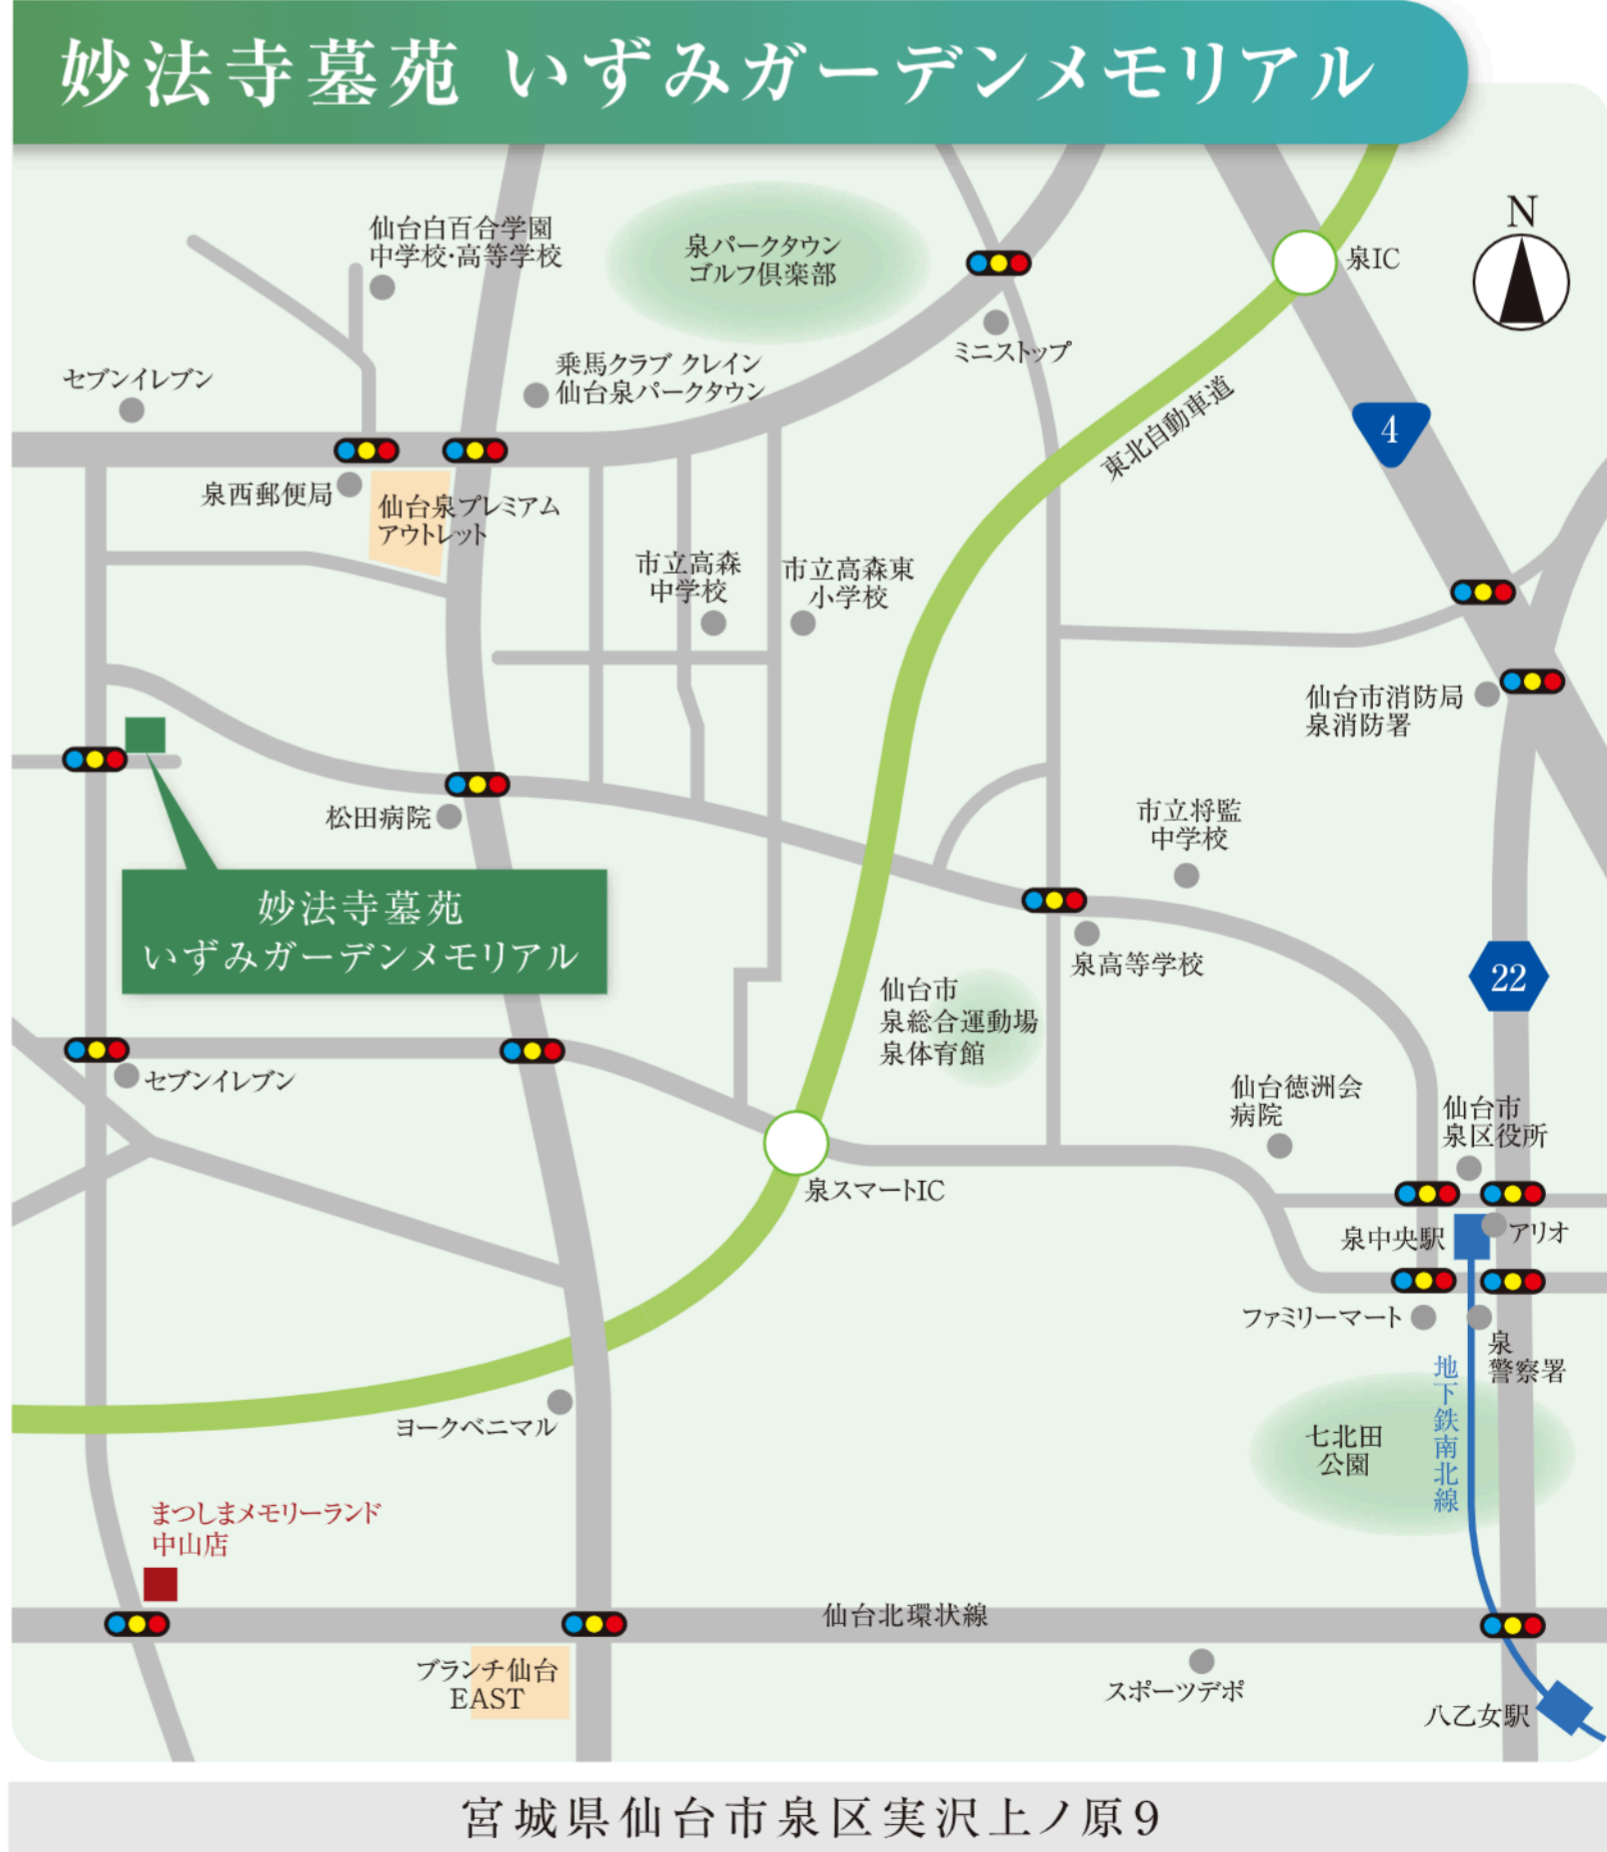 妙法寺墓苑 いずみガーデンメモリアル
仙台白百合学園
中学校・高等学校
泉パークタウン
ゴルフ倶楽部
泉IC
N
ミニストップ
セブンイレブン
乗馬クラブ クレイン
仙台泉パークタウン
東北自動車道
4
泉西郵便局
仙台泉プレミアム
アウトレット
市立高森
中学校
市立高森東
小学校
仙台市消防局
泉消防署
松田病院
市立将監
中学校
妙法寺墓苑
いずみガーデンメモリアル
泉高等学校
22
仙台市
泉総合運動場
泉体育館
セブンイレブン
仙台徳洲会
病院
仙台市
泉区役所
泉スマートIC
泉中央駅
アリオ
ファミリーマート
泉
警察署
地下鉄南北線
ヨークベニマル
七北田
公園
まつしまメモリーランド
中山店
仙台北環状線
ブランチ仙台
EAST
スポーツデポ
八乙女駅
宮城県仙台市泉区実沢上ノ原9